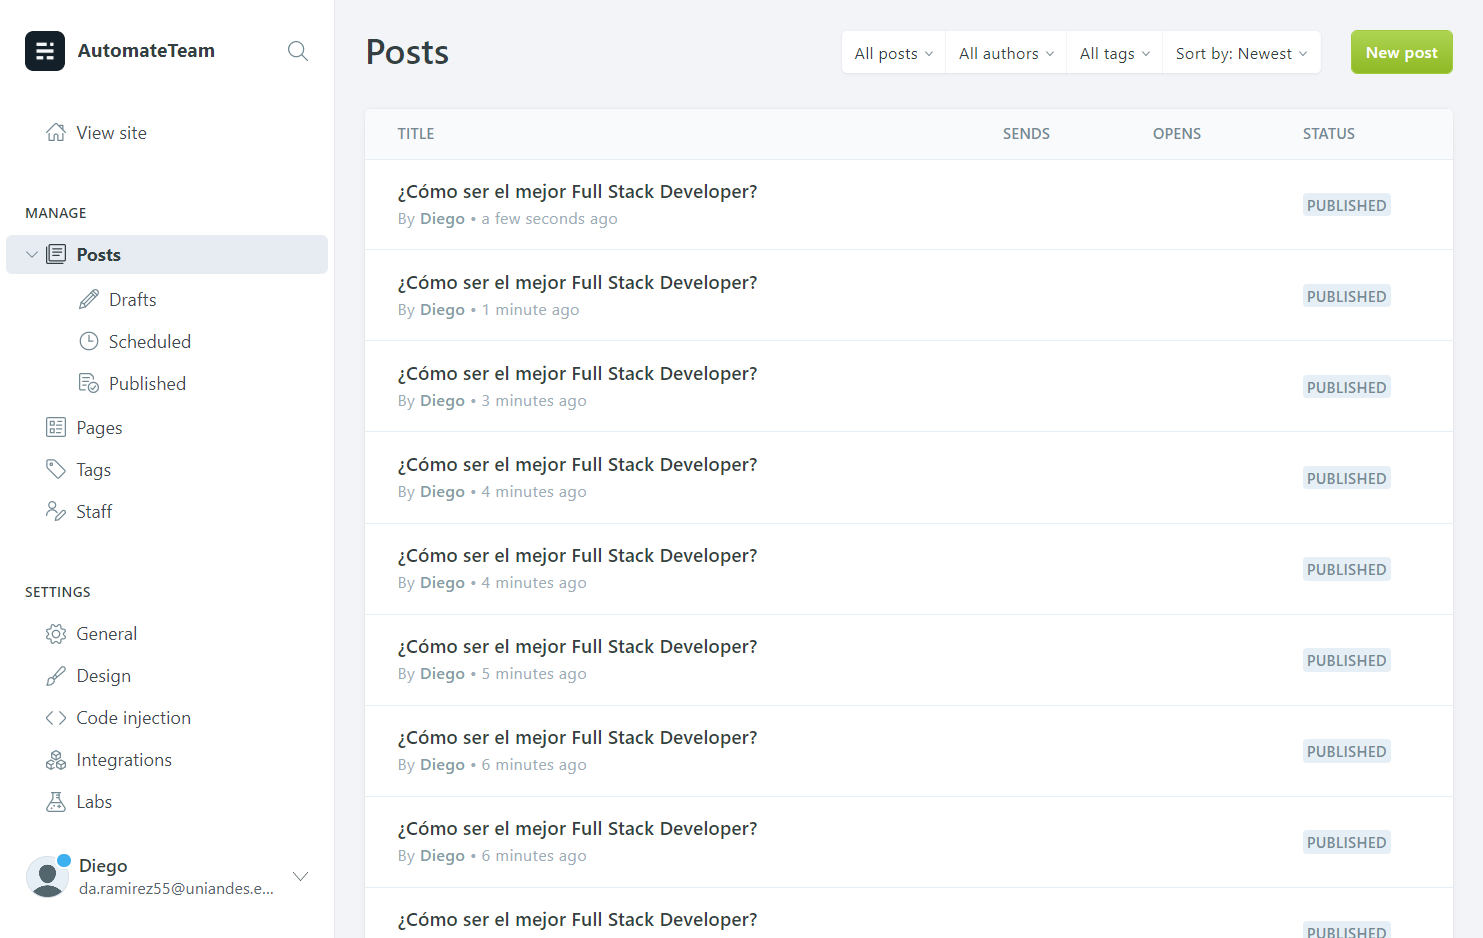 AutomateTeam
View site
MANAGE
Posts
Drafts
Scheduled
Published
Pages
Tags
Staff
SETTINGS
General
Design
Code injection
Integrations
Labs
Diego
da.ramirez55@uniandes.e...
Posts
All posts All authors All tags Sort by: Newest New post
TITLE SENDS OPENS STATUS
¿Cómo ser el mejor Full Stack Developer?
By Diego • a few seconds ago
PUBLISHED
¿Cómo ser el mejor Full Stack Developer?
By Diego • 1 minute ago
PUBLISHED
¿Cómo ser el mejor Full Stack Developer?
By Diego • 3 minutes ago
PUBLISHED
¿Cómo ser el mejor Full Stack Developer?
By Diego • 4 minutes ago
PUBLISHED
¿Cómo ser el mejor Full Stack Developer?
By Diego • 4 minutes ago
PUBLISHED
¿Cómo ser el mejor Full Stack Developer?
By Diego • 5 minutes ago
PUBLISHED
¿Cómo ser el mejor Full Stack Developer?
By Diego • 6 minutes ago
PUBLISHED
¿Cómo ser el mejor Full Stack Developer?
By Diego • 6 minutes ago
PUBLISHED
¿Cómo ser el mejor Full Stack Developer?
PUBLISHED